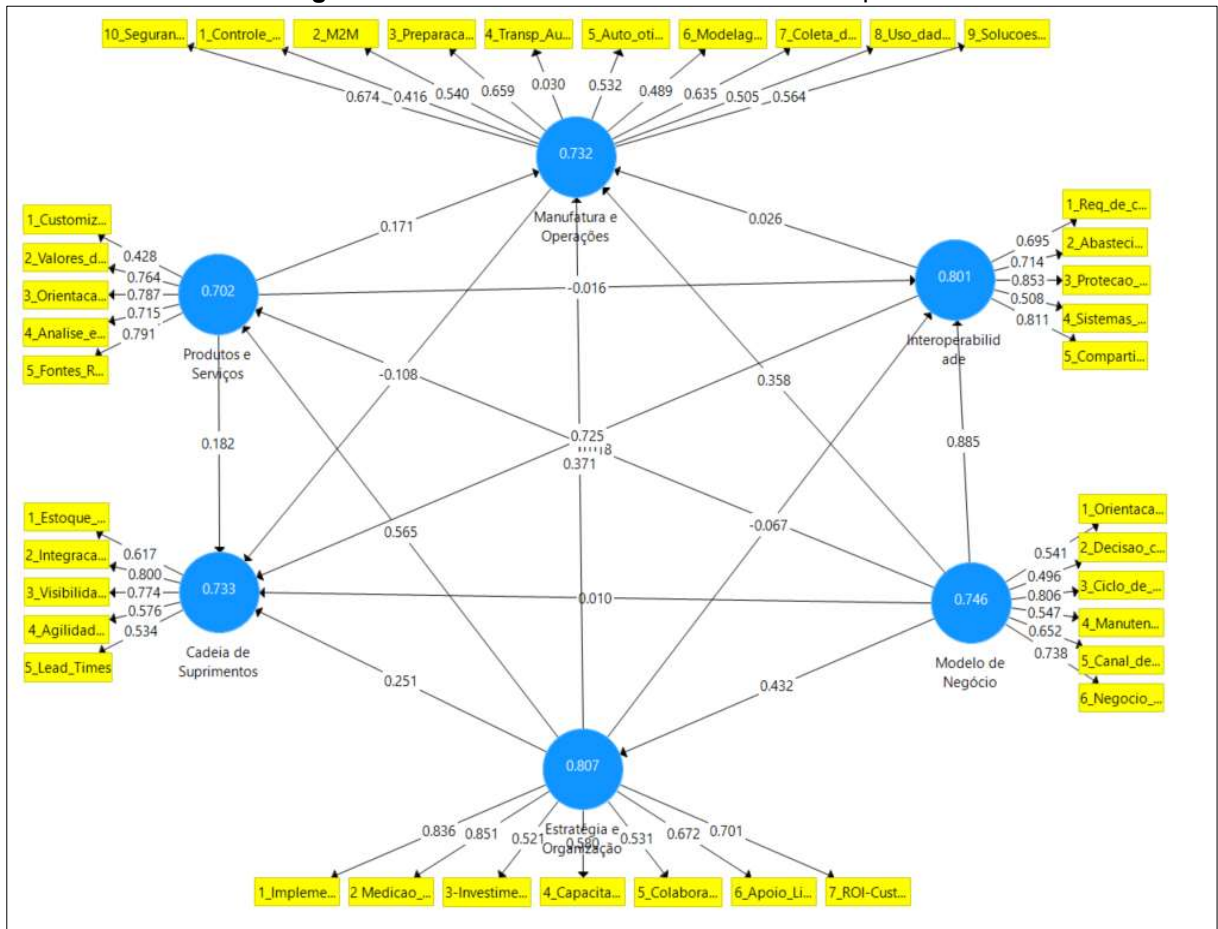 10_Seguran...
1_Controle_...
2_M2M
3_Preparaca...
4_Transp_Au...
5_Auto_oti...
6_Modelag...
7_Coleta_d...
8_Uso_dad...
9_Solucoes...
0.674
0.416
0.540
0.659
0.030
0.532
0.489
0.635
0.505
0.564
0.732
Manufatura e
Operações
1_Customiz...
2_Valores_d...
3_Orientaca...
4_Analise_e...
5_Fontes_R...
0.428
0.764
0.787
0.715
0.791
0.702
Produtos e
Serviços
0.171
0.026
-0.016
1_Req_de_c...
2_Abasteci...
3_Protecao_...
4_Sistemas_...
5_Comparti...
0.695
0.714
0.853
0.508
0.811
0.801
Interoperabilid
ade
-0.108
0.358
0.182
0.725
0.371
0.885
0.565
-0.067
1_Estoque_...
2_Integraca...
3_Visibilida...
4_Agilidad...
5_Lead_Times
0.617
0.800
0.774
0.576
0.534
0.733
Cadeia de
Suprimentos
0.010
1_Orientaca...
2_Decisao_c...
3_Ciclo_de_...
4_Manuten...
5_Canal_de...
6_Negocio_...
0.541
0.496
0.806
0.547
0.652
0.738
0.746
Modelo de
Negócio
0.251
0.432
0.807
Estratégia e
Organização
0.836
0.851
0.521
0.580
0.531
0.672
0.701
1_Impleme...
2 Medicao_...
3-Investime...
4_Capacita...
5_Colabora...
6_Apoio_Li...
7_ROI-Cust...